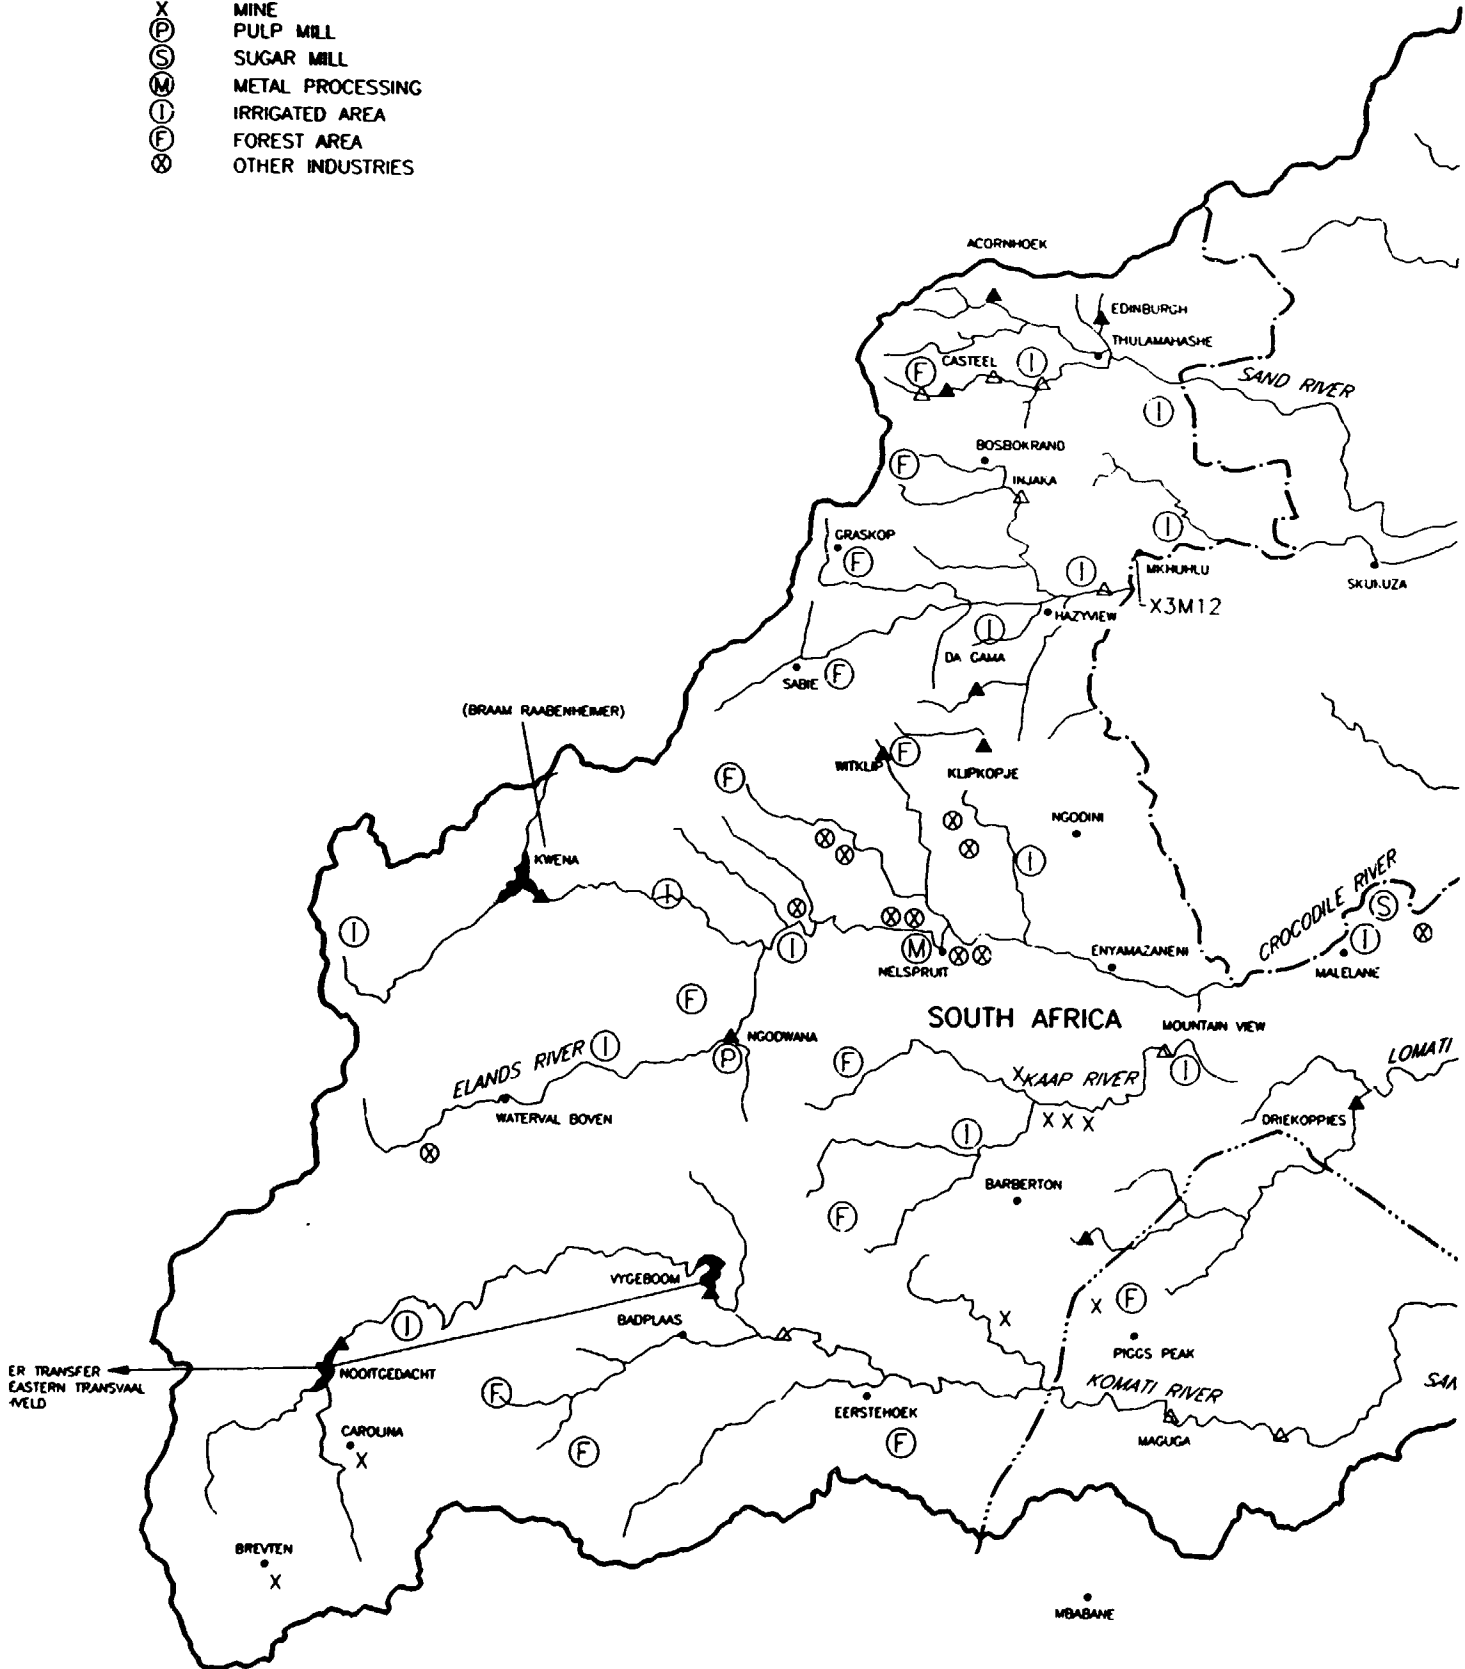 X MINE
P PULP MILL
S SUGAR MILL
M METAL PROCESSING
I IRRIGATED AREA
F FOREST AREA
X OTHER INDUSTRIES
ACORNHOEK
EDINBURGH
THULAMAHASHE
CASTEEL
I
F
SAND RIVER
I
BOSBOKRAND
F
INJAKA
I
GRASKOP
F
I
MKHUHLU
SKUKUZA
X3M12
HAZYVIEW
I
DA GAMA
SABIE
F
(BRAAM RAABENHEIMER)
WITKLIP
F
KLIPKOPJE
F
NGODINI
KWENA
I
I
CROCODILE RIVER
S
I
I
I
M
ENYAMAZANENI
MALELANE
NELSPRUIT
F
SOUTH AFRICA
MOUNTAIN VIEW
NGODWANA
ELANDS RIVER
I
P
F
X
KAAP RIVER
I
LOMATI
WATERVAL BOVEN
X X X
DRIEKOPPIES
I
BARBERTON
F
VYGEBOOM
I
BADPLAAS
X
X
F
PIGGS PEAK
ER TRANSFER
EASTERN TRANSVAAL
VELD
NOOITGEDACHT
F
KOMATI RIVER
SAN
EERSTEHOEK
MAGUGA
CAROLINA
X
F
F
BREVTEN
X
MBABANE